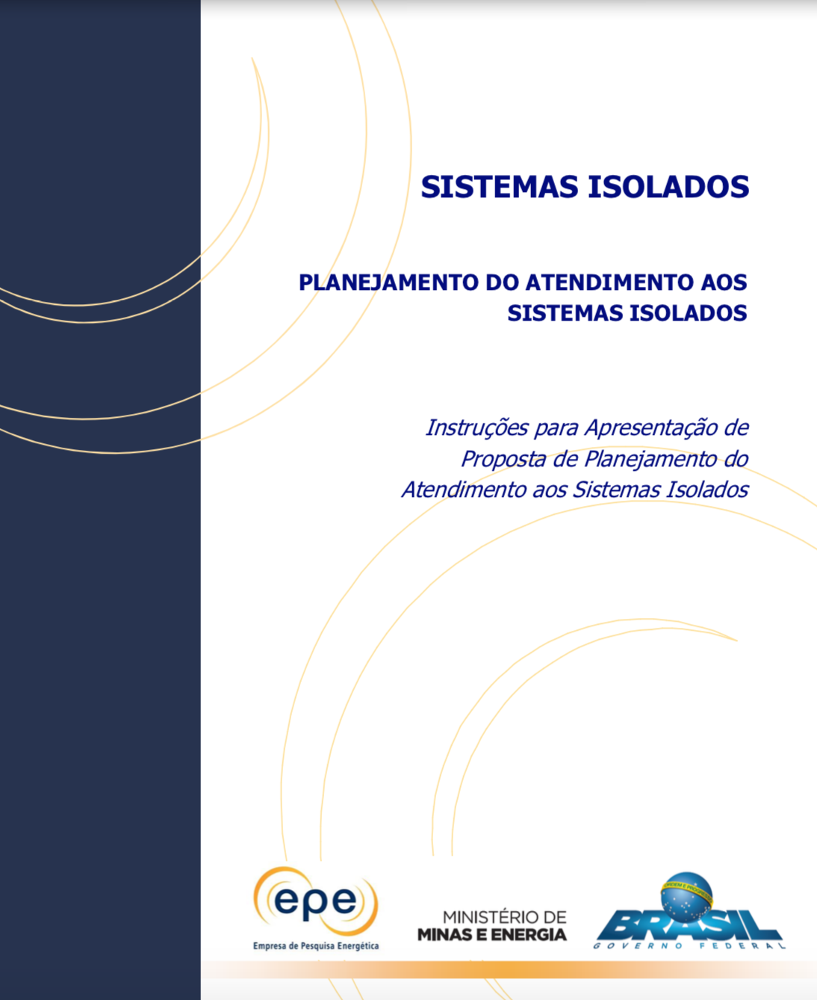 SISTEMAS ISOLADOS
PLANEJAMENTO DO ATENDIMENTO AOS
SISTEMAS ISOLADOS
Instruções para Apresentação de
Proposta de Planejamento do
Atendimento aos Sistemas Isolados
epe
Empresa de Pesquisa Energética
MINISTÉRIO DE
MINAS E ENERGIA
ORDEM E PROGRESSO
BRASIL
GOVERNO FEDERAL